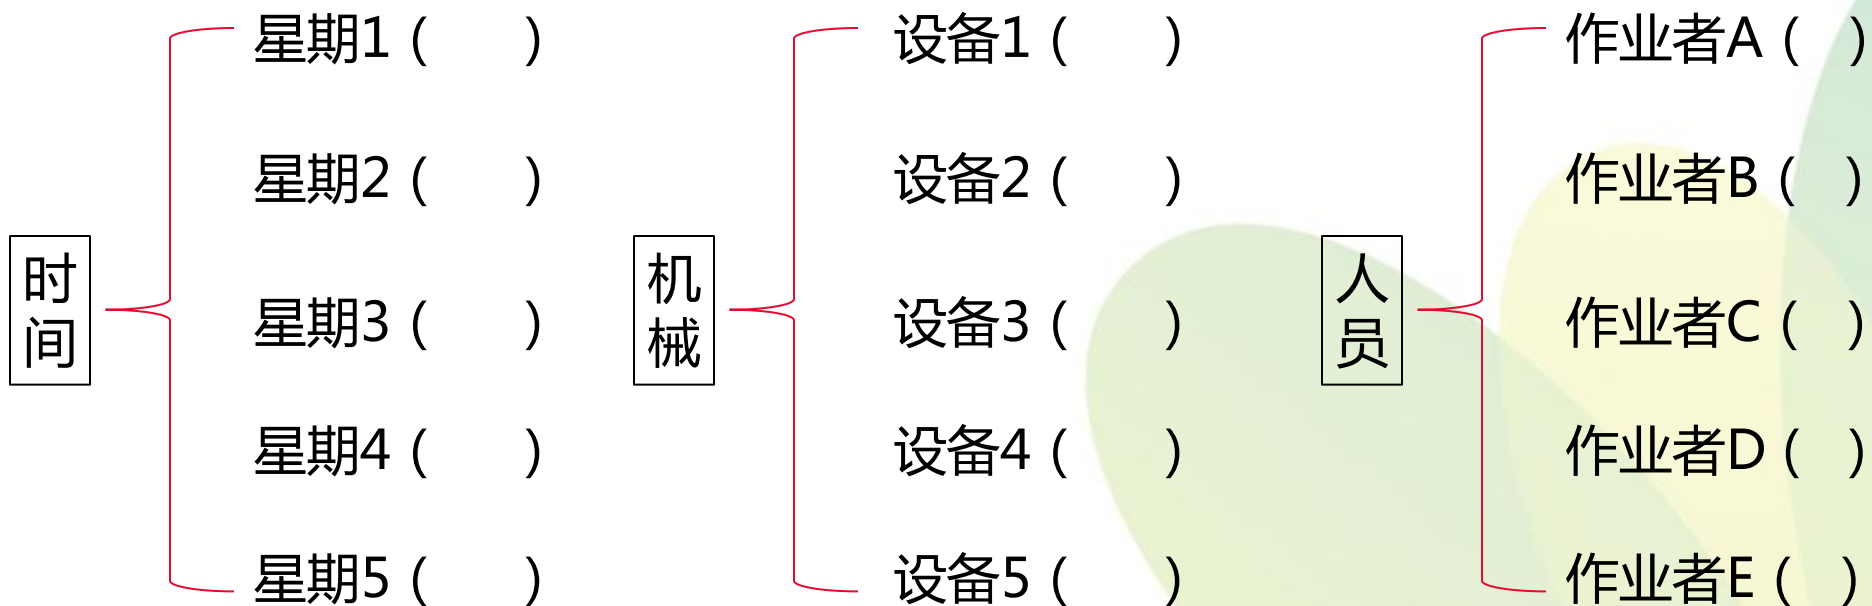 时间
星期1（ ）
星期2（ ）
星期3（ ）
星期4（ ）
星期5（ ）
机械
设备1（ ）
设备2（ ）
设备3（ ）
设备4（ ）
设备5（ ）
人员
作业者A（ ）
作业者B（ ）
作业者C（ ）
作业者D（ ）
作业者E（ ）